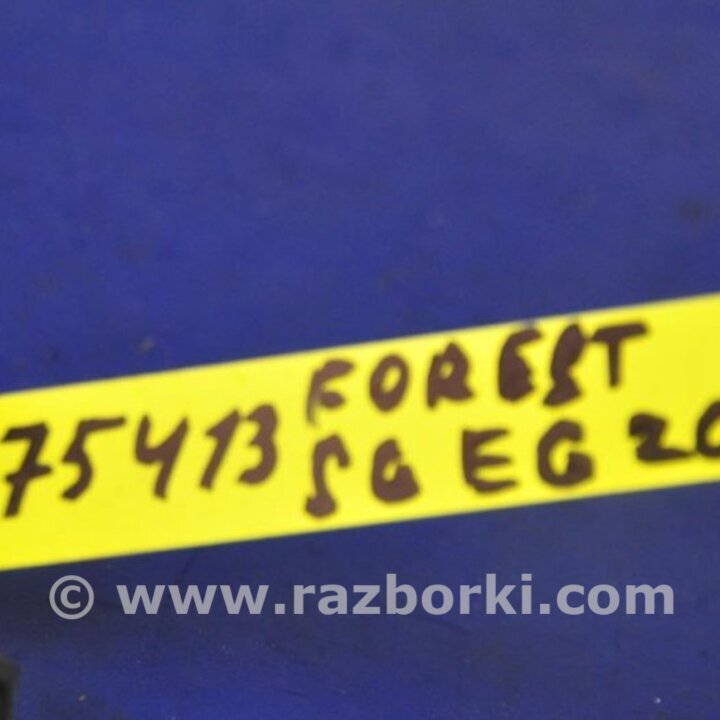 75413 FOREST
SG EG 20
© www.razborki.com